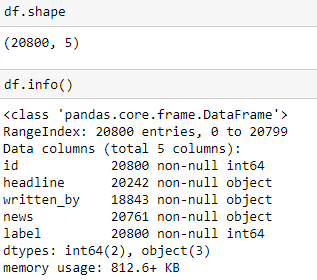 df.shape
(20800, 5)
df.info()
<class 'pandas.core.frame.DataFrame'>
RangeIndex: 20800 entries, 0 to 20799
Data columns (total 5 columns):
id            20800 non-null int64
headline      20242 non-null object
written_by    18843 non-null object
news          20761 non-null object
label         20800 non-null int64
dtypes: int64(2), object(3)
memory usage: 812.6+ KB